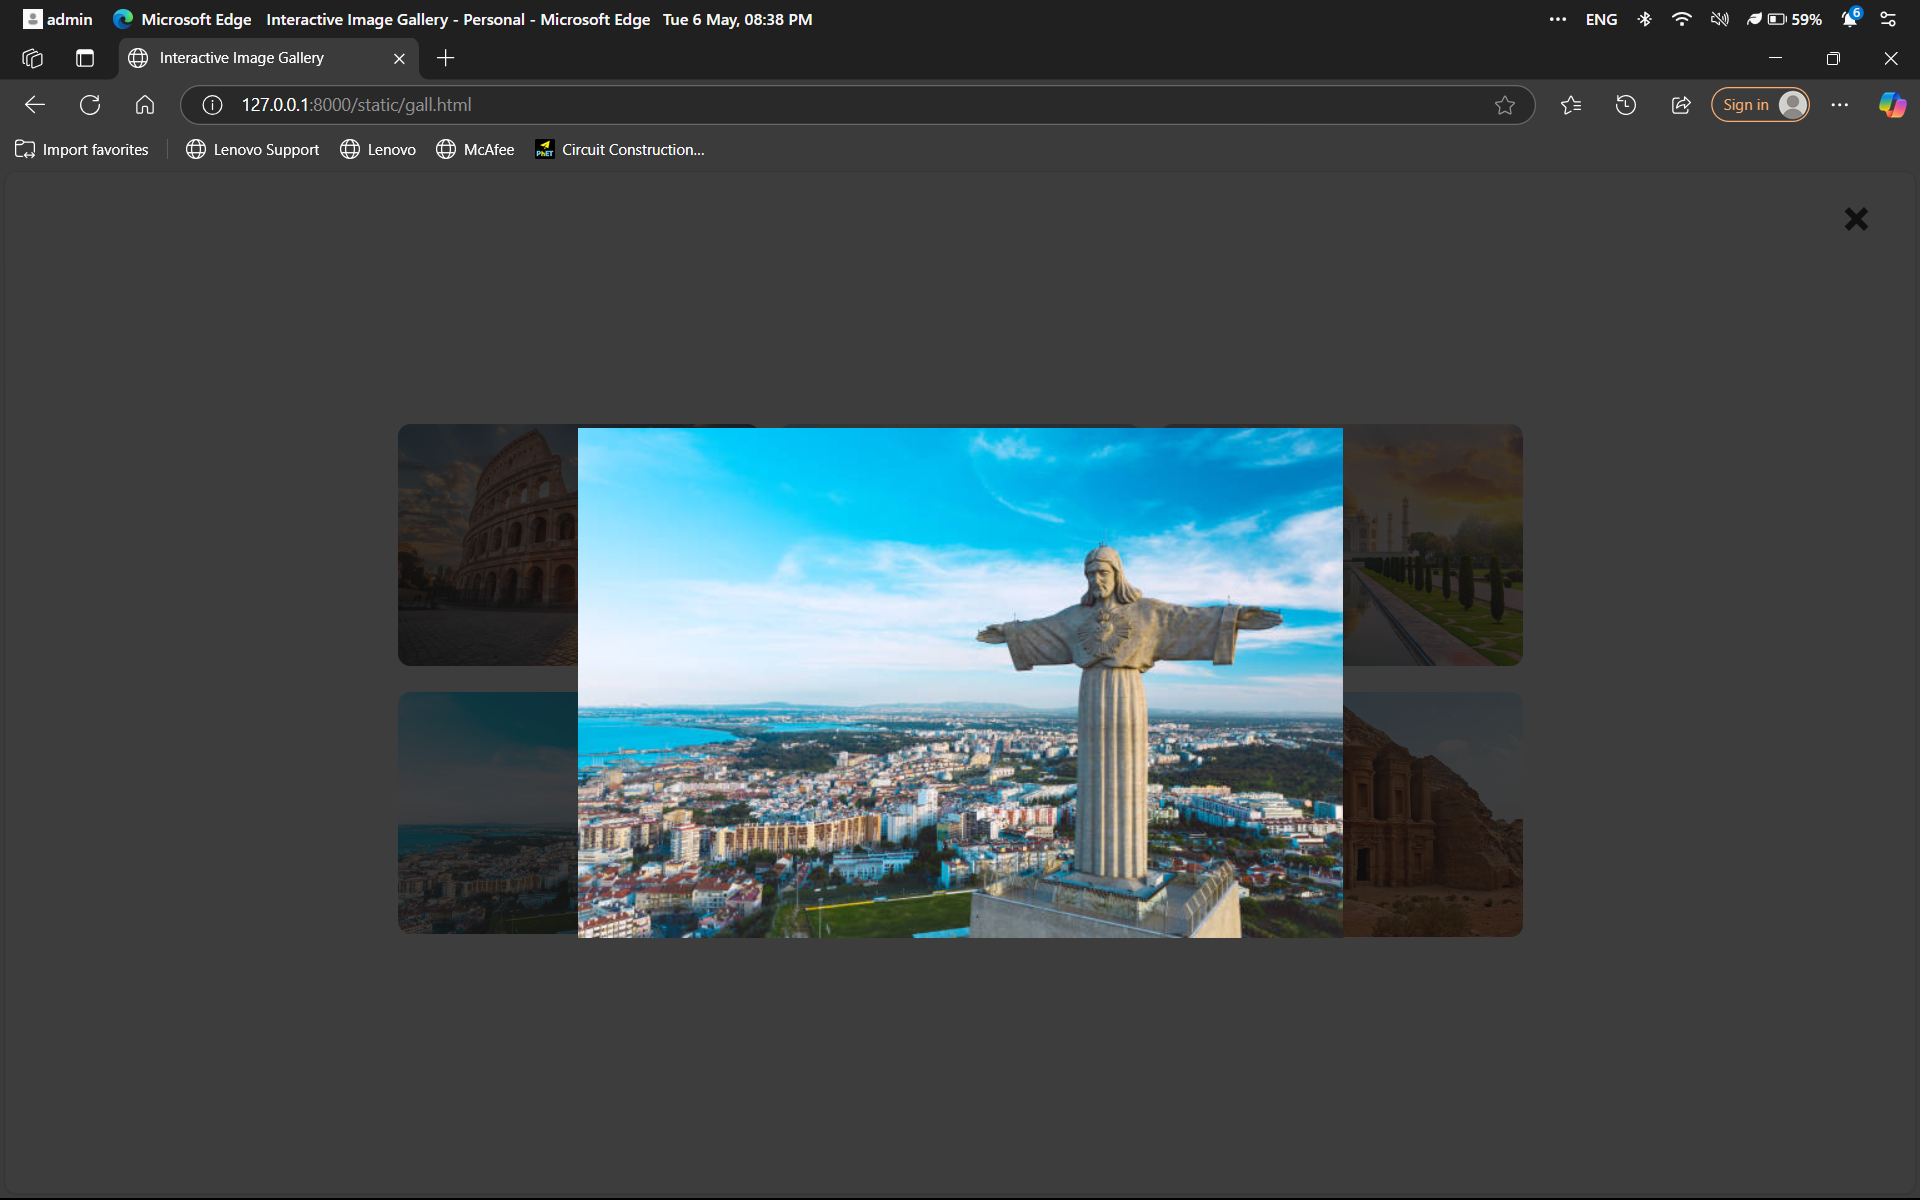 admin Microsoft Edge Interactive Image Gallery - Personal - Microsoft Edge Tue 6 May, 08:38 PM ENG 59% 6
Interactive Image Gallery
127.0.0.1:8000/static/gall.html Sign in
Import favorites Lenovo Support Lenovo McAfee PhET Circuit Construction...